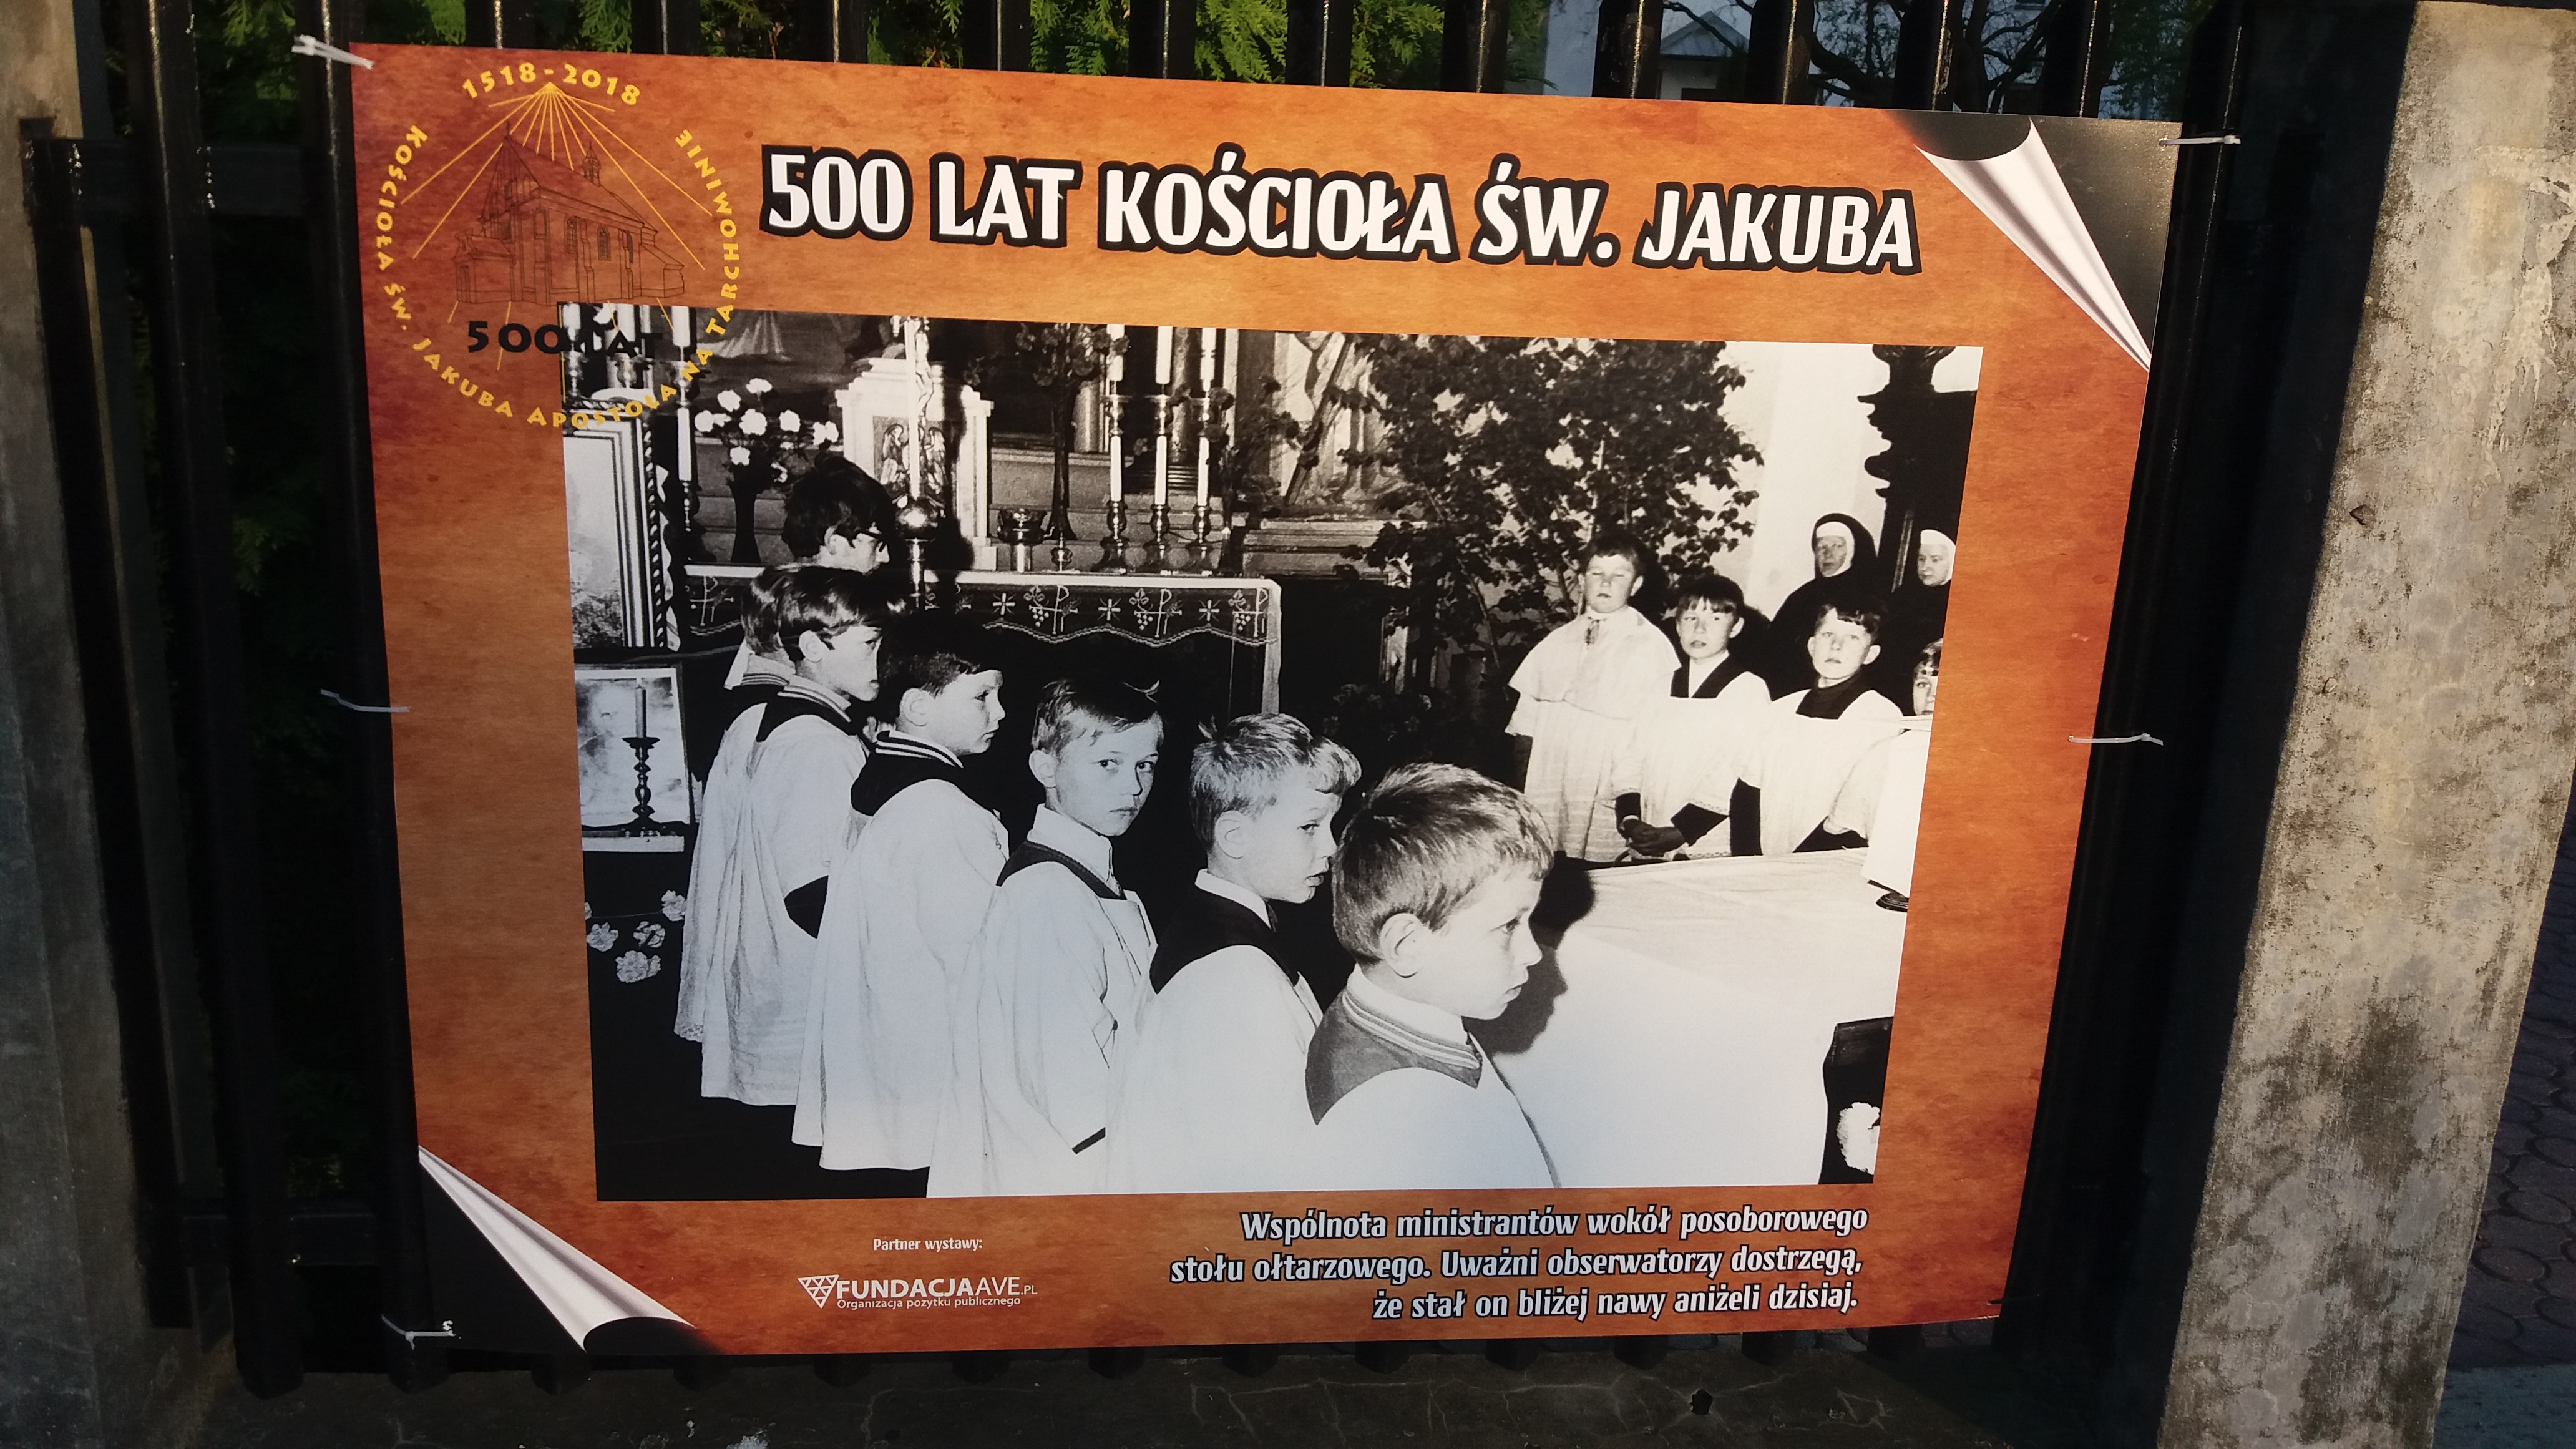 1518-2018
KOŚCIOŁA ŚW. JAKUBA APOSTOŁA NA TARCHOMINIE
500 LAT
500 LAT KOŚCIOŁA ŚW. JAKUBA
Wspólnota ministrantów wokół posoborowego
stołu ołtarzowego. Uważni obserwatorzy dostrzegą,
że stał on bliżej nawy aniżeli dzisiaj.
Partner wystawy:
FUNDACJAAVE.PL
Organizacja pożytku publicznego
5